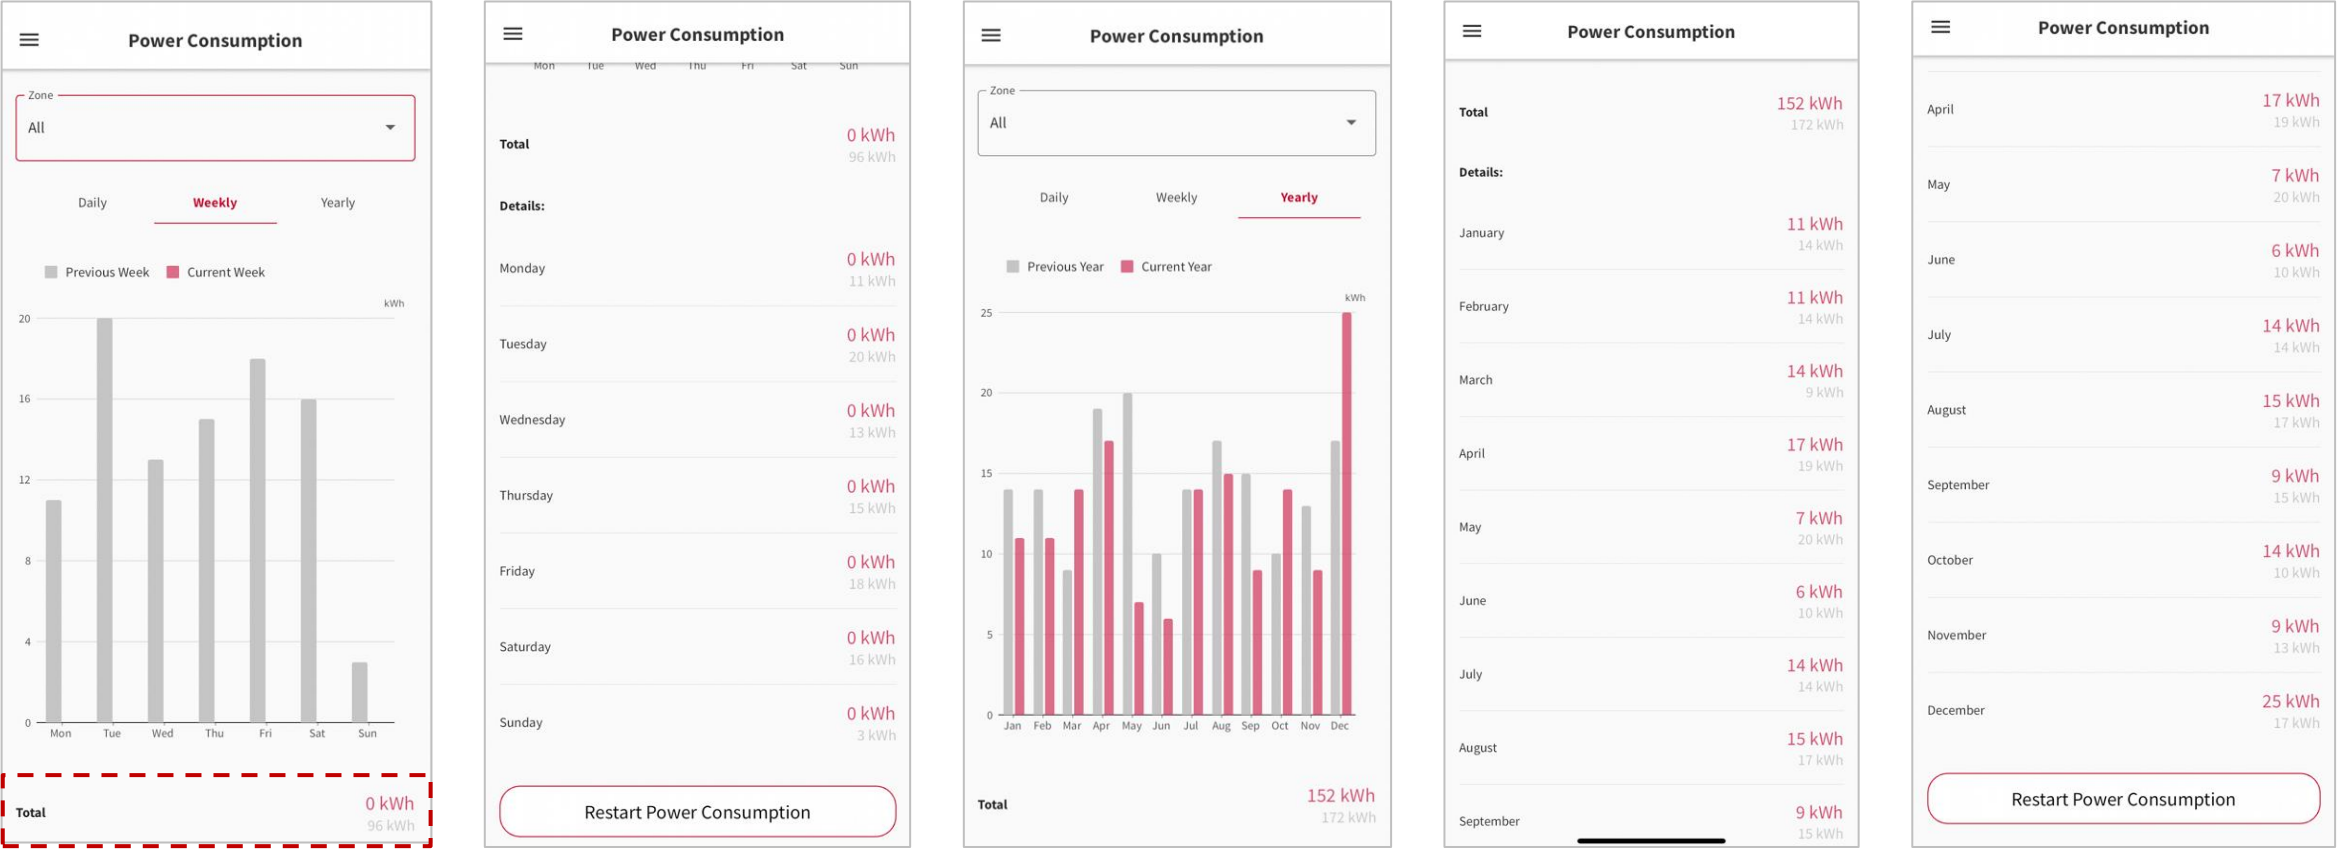 Power Consumption
Zone
All
Daily Weekly Yearly
Previous Week Current Week
kWh
20
16
12
8
4
0
Mon Tue Wed Thu Fri Sat Sun
Total 0 kWh
96 kWh
Power Consumption
Mon Tue Wed Thu Fri Sat Sun
Total 0 kWh
96 kWh
Details:
Monday 0 kWh
11 kWh
Tuesday 0 kWh
20 kWh
Wednesday 0 kWh
13 kWh
Thursday 0 kWh
15 kWh
Friday 0 kWh
18 kWh
Saturday 0 kWh
16 kWh
Sunday 0 kWh
3 kWh
Restart Power Consumption
Power Consumption
Zone
All
Daily Weekly Yearly
Previous Year Current Year
kWh
25
20
15
10
5
0
Jan Feb Mar Apr May Jun Jul Aug Sep Oct Nov Dec
Total 152 kWh
172 kWh
Power Consumption
Total 152 kWh
172 kWh
Details:
January 11 kWh
14 kWh
February 11 kWh
14 kWh
March 14 kWh
9 kWh
April 17 kWh
19 kWh
May 7 kWh
20 kWh
June 6 kWh
10 kWh
July 14 kWh
14 kWh
August 15 kWh
17 kWh
September 9 kWh
15 kWh
Power Consumption
April 17 kWh
19 kWh
May 7 kWh
20 kWh
June 6 kWh
10 kWh
July 14 kWh
14 kWh
August 15 kWh
17 kWh
September 9 kWh
15 kWh
October 14 kWh
10 kWh
November 9 kWh
13 kWh
December 25 kWh
17 kWh
Restart Power Consumption